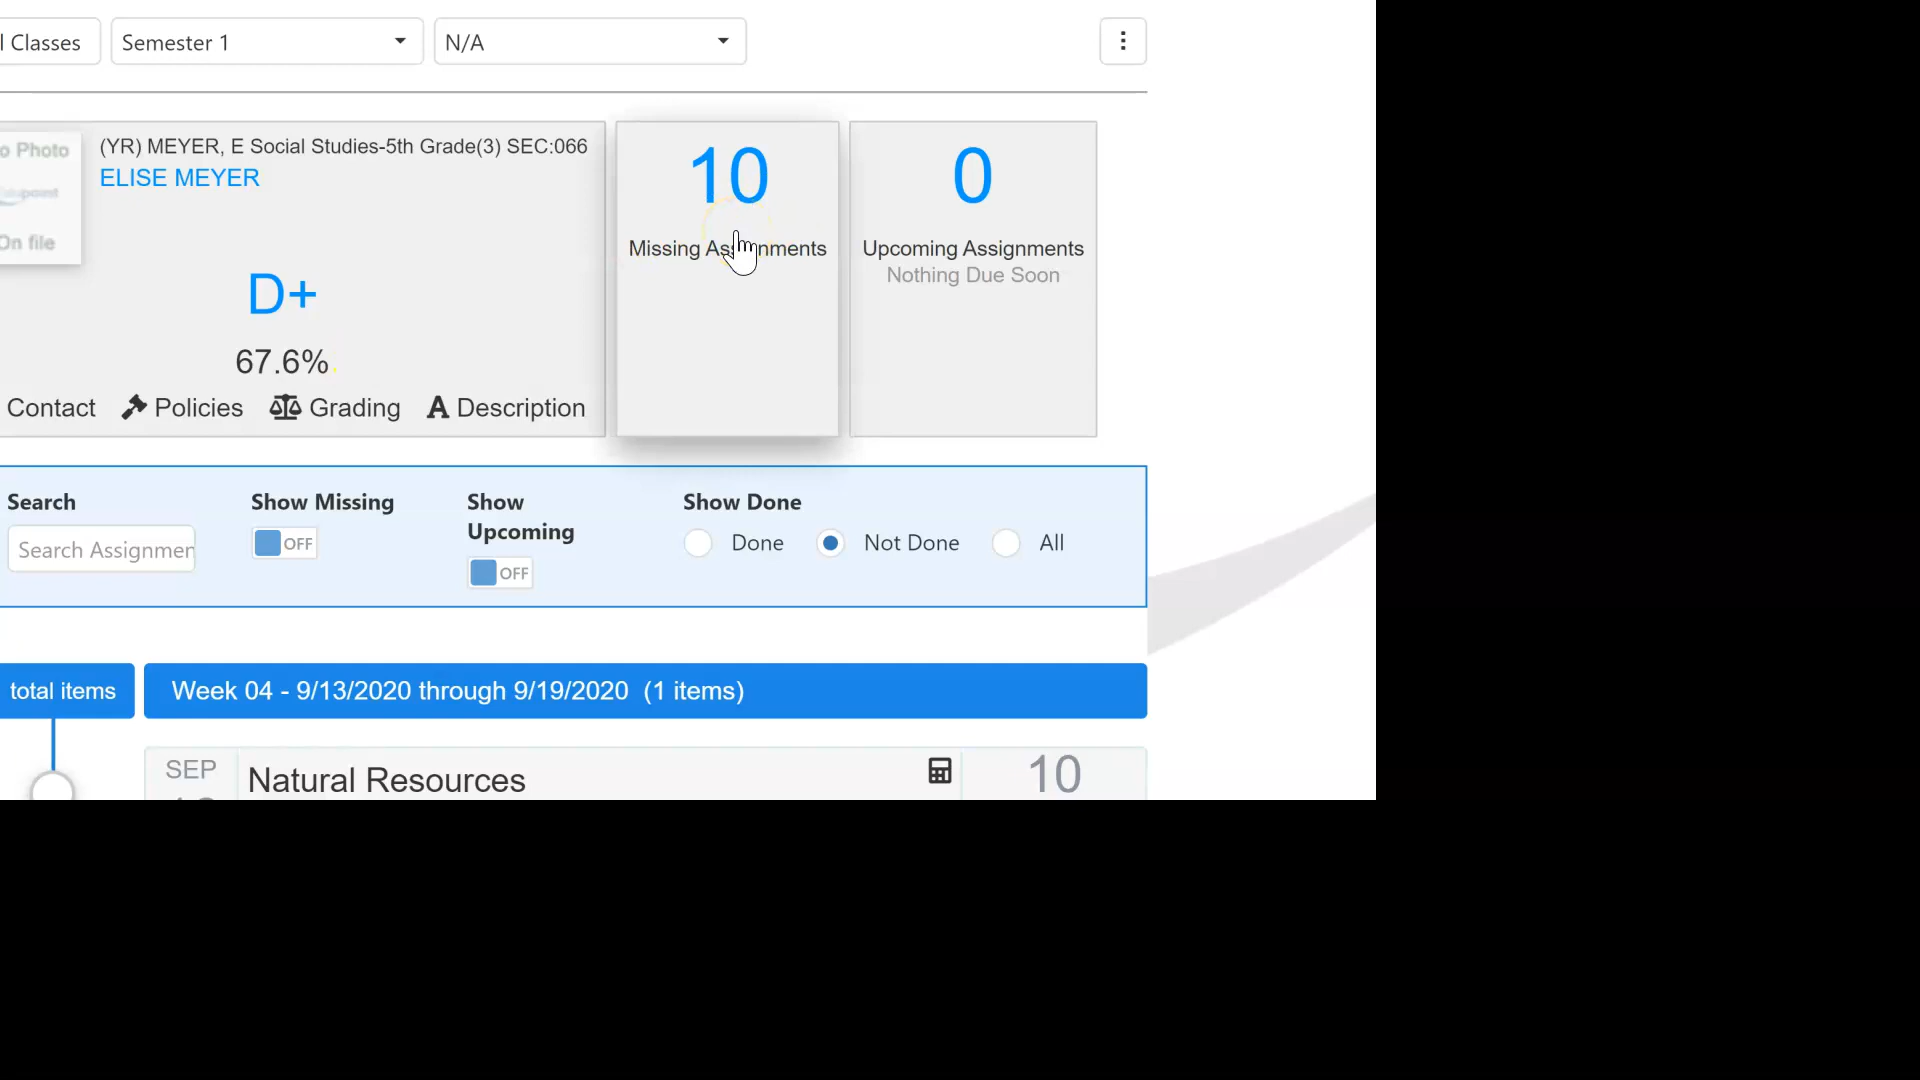 l Classes
Semester 1
N/A
o Photo
On file
(YR) MEYER, E Social Studies-5th Grade(3) SEC:066
ELISE MEYER
D+
67.6%
Contact
Policies
Grading
A Description
10
Missing Assignments
0
Upcoming Assignments
Nothing Due Soon
Search
Search Assignmen
Show Missing
OFF
Show
Upcoming
OFF
Show Done
Done
Not Done
All
total items
Week 04 - 9/13/2020 through 9/19/2020 (1 items)
SEP
Natural Resources
10